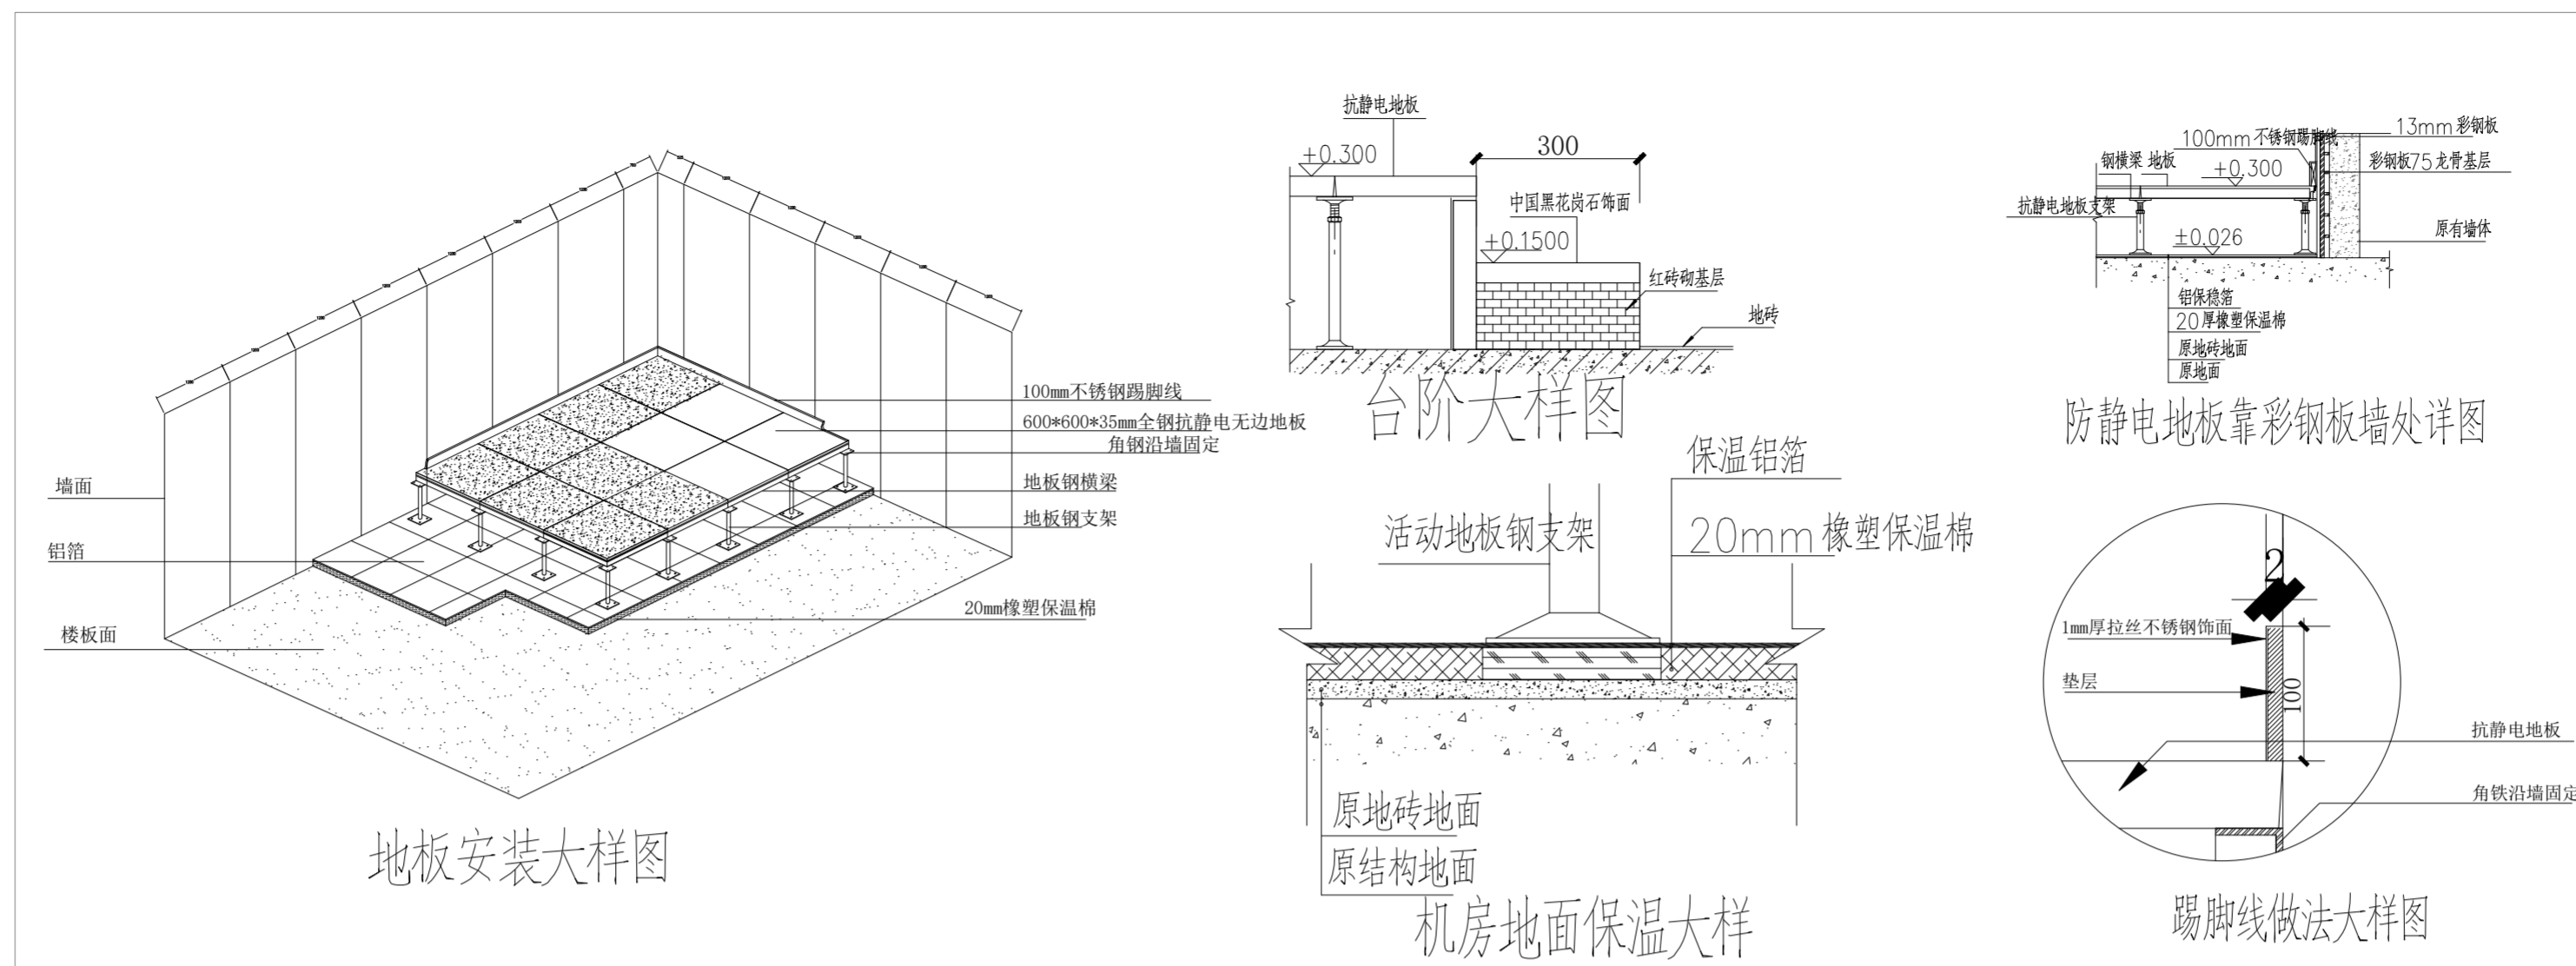 墙面
铝箔
楼板面
100mm不锈钢踢脚线
600*600*35mm全钢抗静电无边地板
角钢沿墙固定
地板钢横梁
地板钢支架
20mm橡塑保温棉
地板安装大样图
抗静电地板
+0.300
300
中国黑花岗石饰面
+0.1500
红砖砌基层
地砖
台阶大样图
保温铝箔
活动地板钢支架
20mm橡塑保温棉
原地砖地面
原结构地面
机房地面保温大样
13mm彩钢板
100mm不锈钢踢脚线
钢横梁 地板
+0.300
彩钢板75龙骨基层
抗静电地板支架
±0.026
原有墙体
铝保稳箔
20厚橡塑保温棉
原地砖地面
原地面
防静电地板靠彩钢板墙处详图
2
1mm厚拉丝不锈钢饰面
垫层
100
抗静电地板
角铁沿墙固定
踢脚线做法大样图